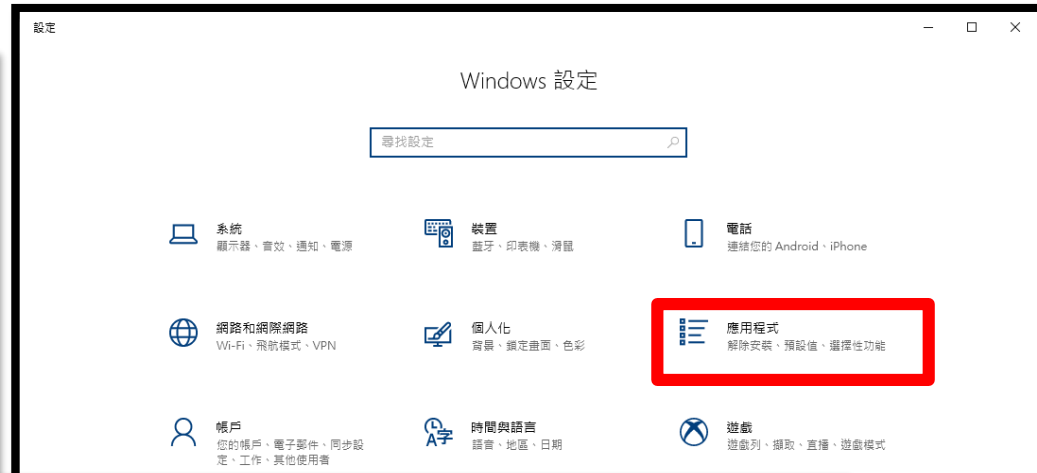 設定
Windows 設定
尋找設定
系統
顯示器、音效、通知、電源
裝置
藍牙、印表機、滑鼠
電話
連結您的 Android、iPhone
網路和網際網路
Wi-Fi、飛航模式、VPN
個人化
背景、鎖定畫面、色彩
應用程式
解除安裝、預設值、選擇性功能
帳戶
您的帳戶、電子郵件、同步設
定、工作、其他使用者
時間與語言
語音、地區、日期
遊戲
遊戲列、擷取、直播、遊戲模式